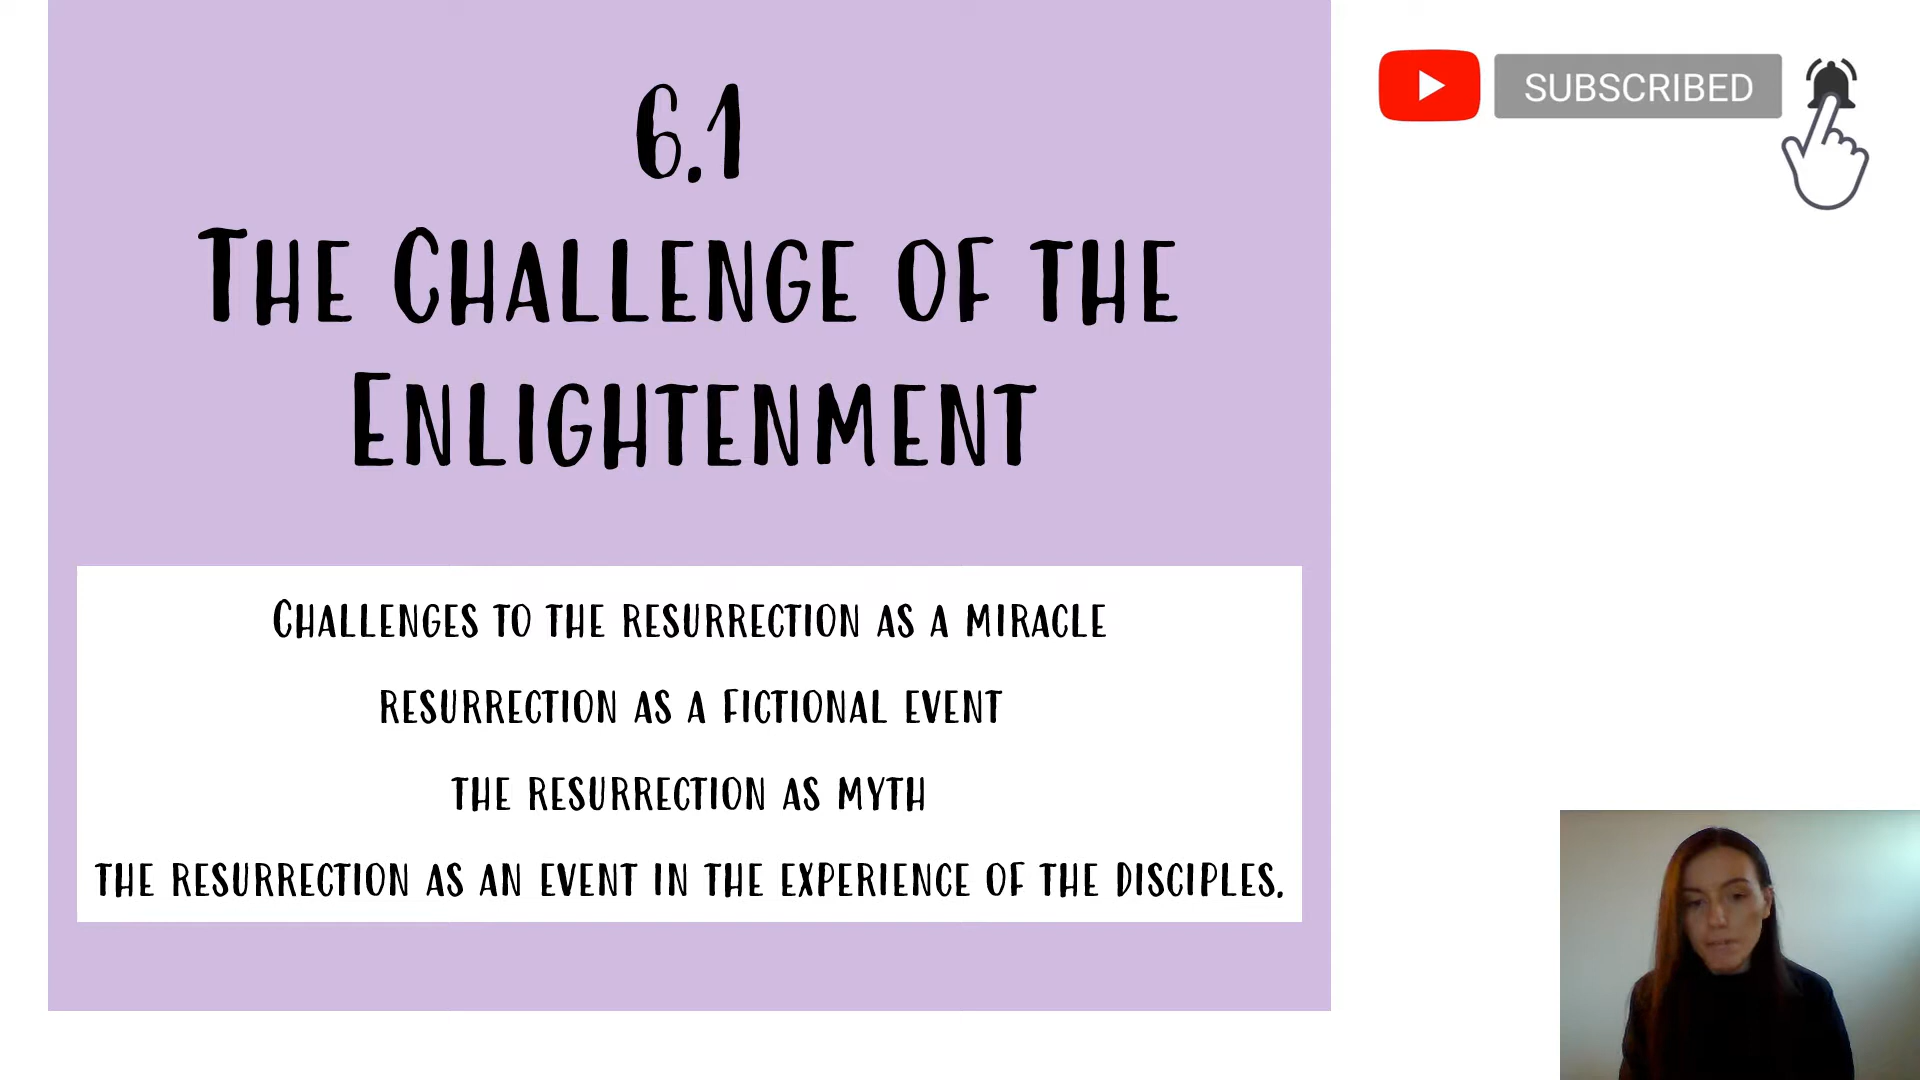 6.1
The Challenge of the
Enlightenment
Challenges to the resurrection as a miracle
resurrection as a fictional event
the resurrection as myth
the resurrection as an event in the experience of the disciples.
SUBSCRIBED